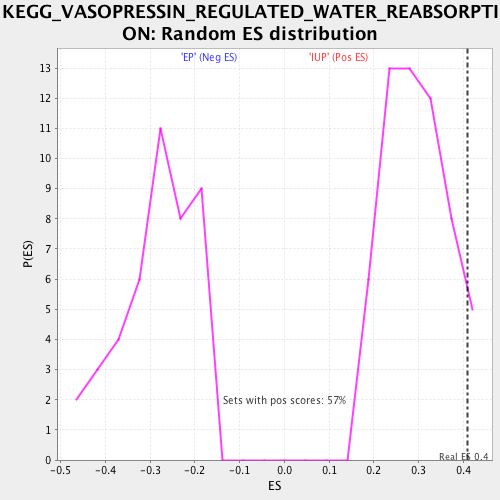 KEGG_VASOPRESSIN_REGULATED_WATER_REABSORPTI
ON: Random ES distribution
'EP' (Neg ES)
'IUP' (Pos ES)
13
12
11
10
9
8
7
6
5
4
3
2
1
0
P(ES)
Sets with pos scores: 57%
Real ES 0.4
-0.5 -0.4 -0.3 -0.2 -0.1 0.0 0.1 0.2 0.3 0.4
ES